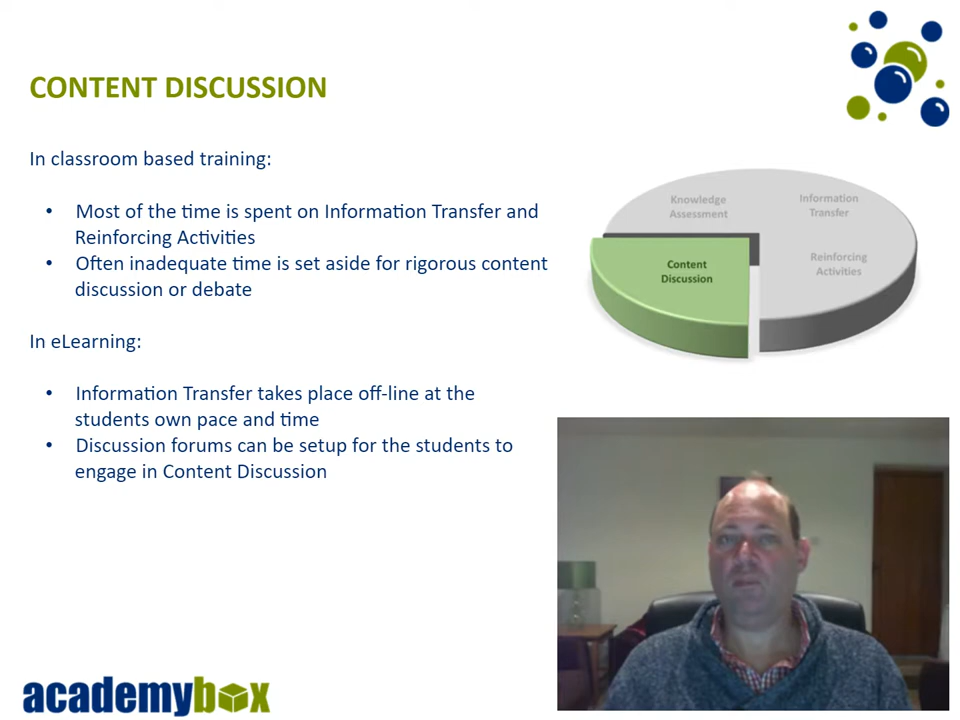 CONTENT DISCUSSION
In classroom based training:
• Most of the time is spent on Information Transfer and
Reinforcing Activities
• Often inadequate time is set aside for rigorous content
discussion or debate
In eLearning:
• Information Transfer takes place off-line at the
students own pace and time
• Discussion forums can be setup for the students to
engage in Content Discussion
Knowledge
Assessment
Information
Transfer
Content
Discussion
Reinforcing
Activities
academybox